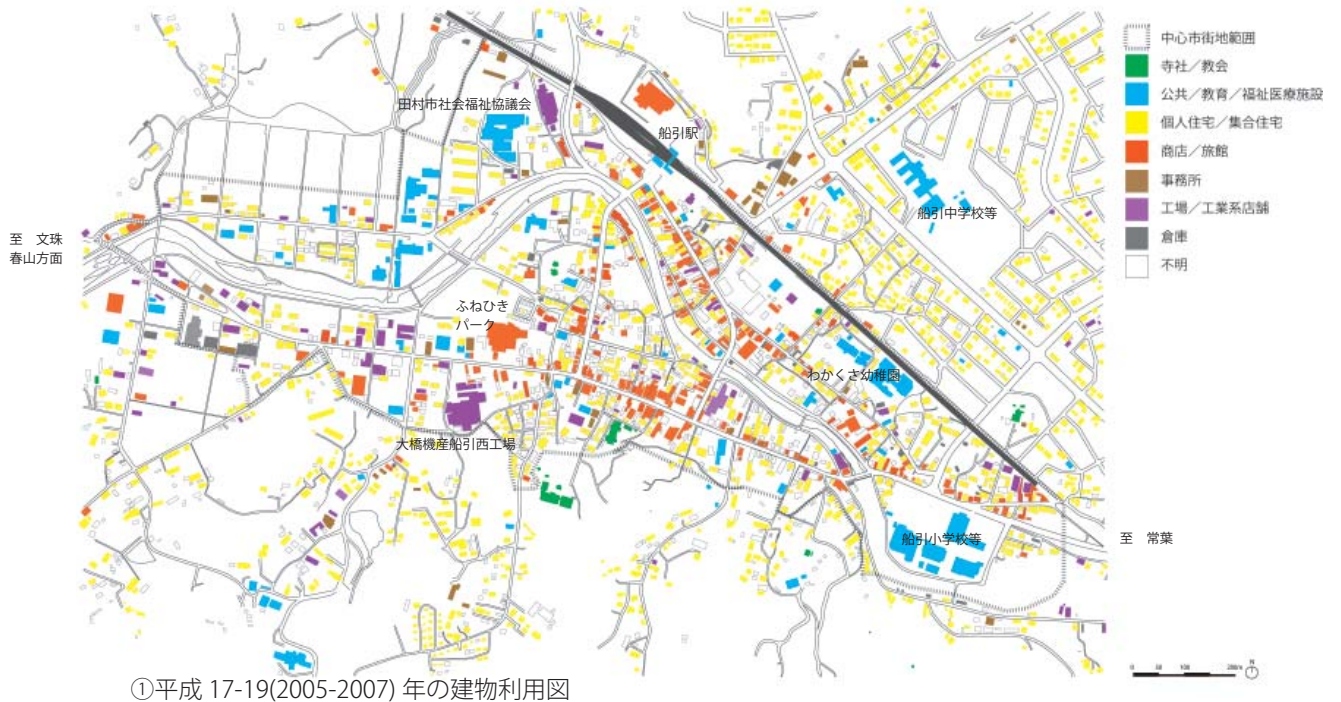 中心市街地範囲
寺社／教会
公共／教育／福祉医療施設
個人住宅／集合住宅
商店／旅館
事務所
工場／工業系店舗
倉庫
不明
田村市社会福祉協議会
船引駅
船引中学校等
至　文珠
春山方面
ふねひき
パーク
わかくさ幼稚園
大橋機産船引西工場
船引小学校等
至　常葉
0 50 100 200m
N
①平成 17-19(2005-2007) 年の建物利用図